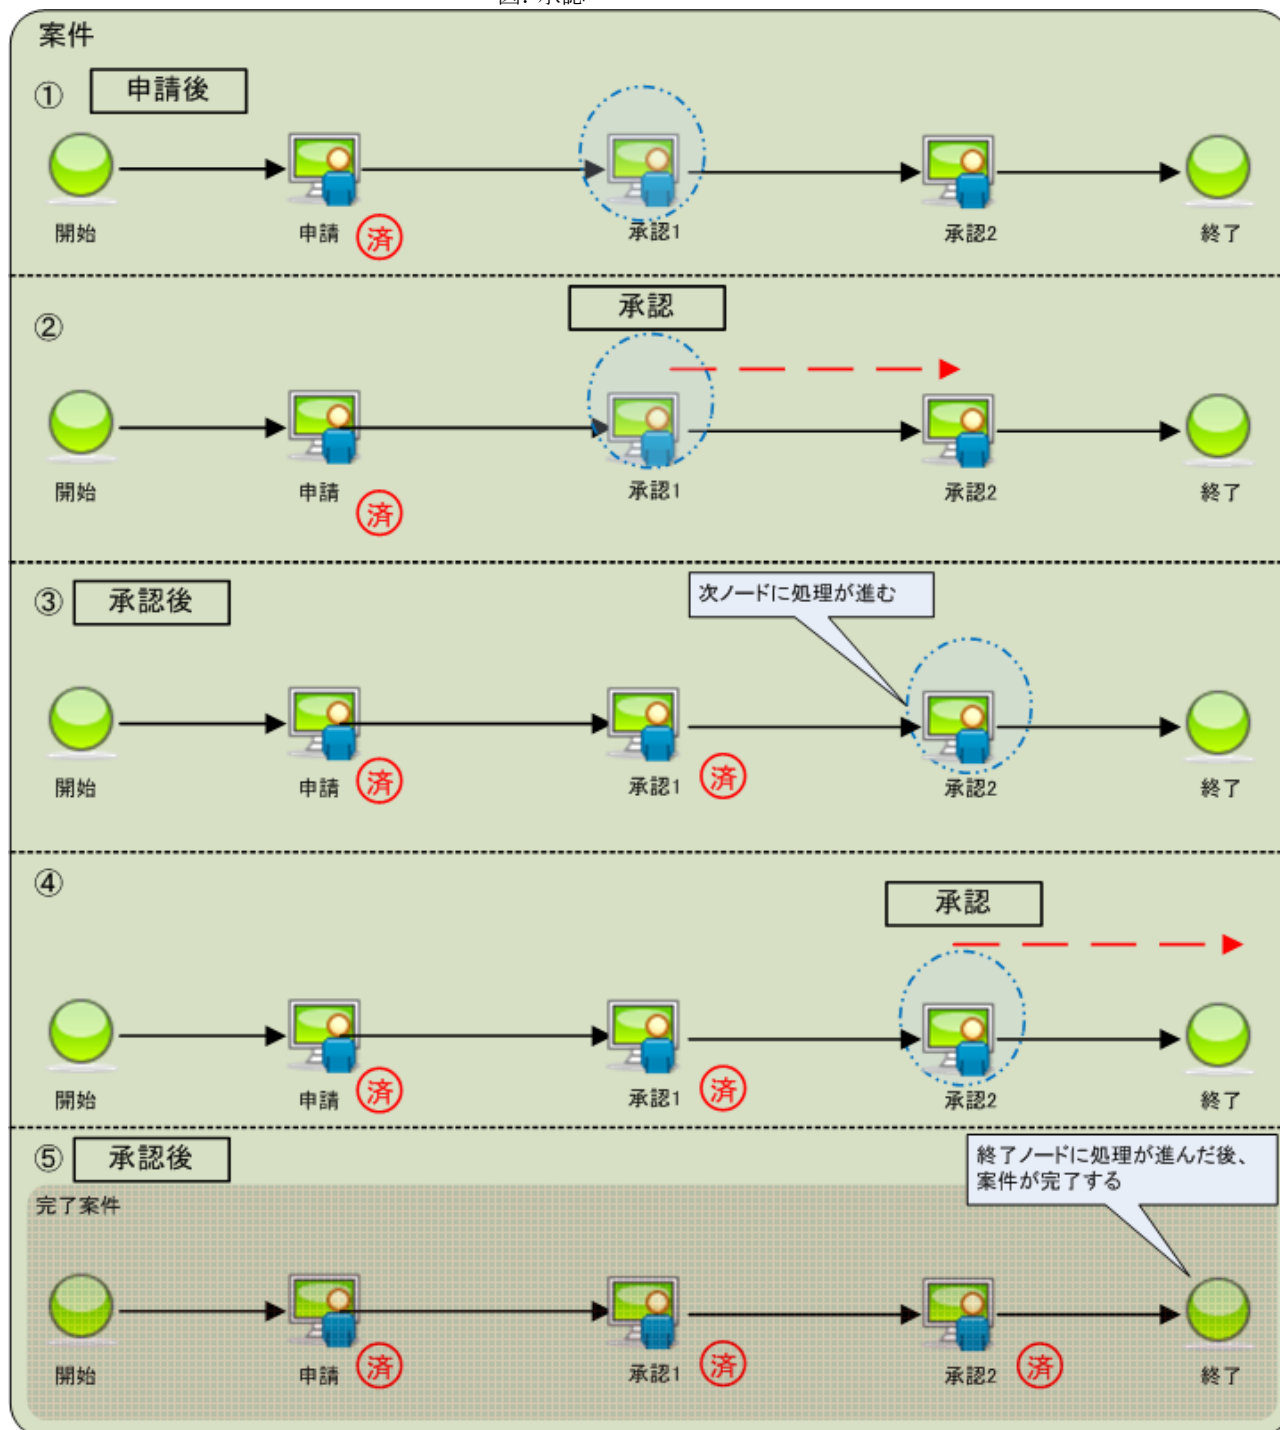 図: 承認
案件
① 申請後
開始 申請 済 承認1 承認2 終了
② 承認
開始 申請 済 承認1 承認2 終了
③ 承認後
次ノードに処理が進む
開始 申請 済 承認1 済 承認2 終了
④ 承認
開始 申請 済 承認1 済 承認2 終了
⑤ 承認後
終了ノードに処理が進んだ後、
案件が完了する
完了案件
開始 申請 済 承認1 済 承認2 済 終了